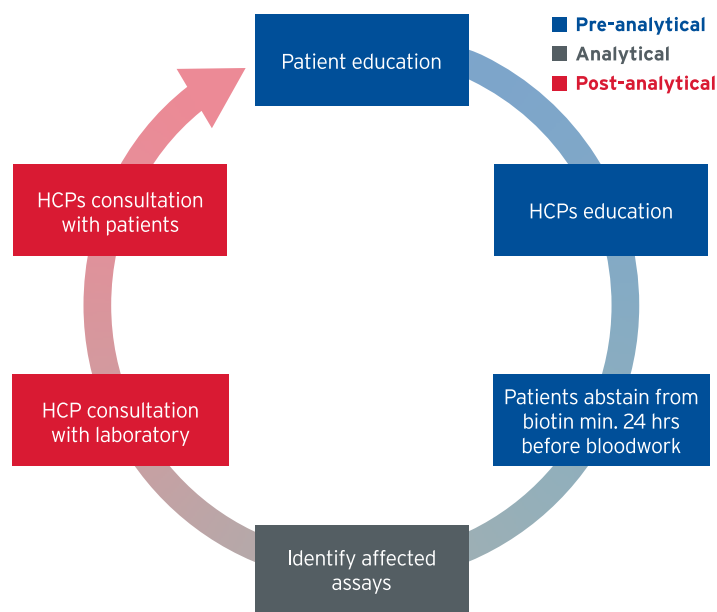 Patient education
Pre-analytical
Analytical
Post-analytical
HCPs consultation
with patients
HCPs education
HCP consultation
with laboratory
Patients abstain from
biotin min. 24 hrs
before bloodwork
Identify affected
assays